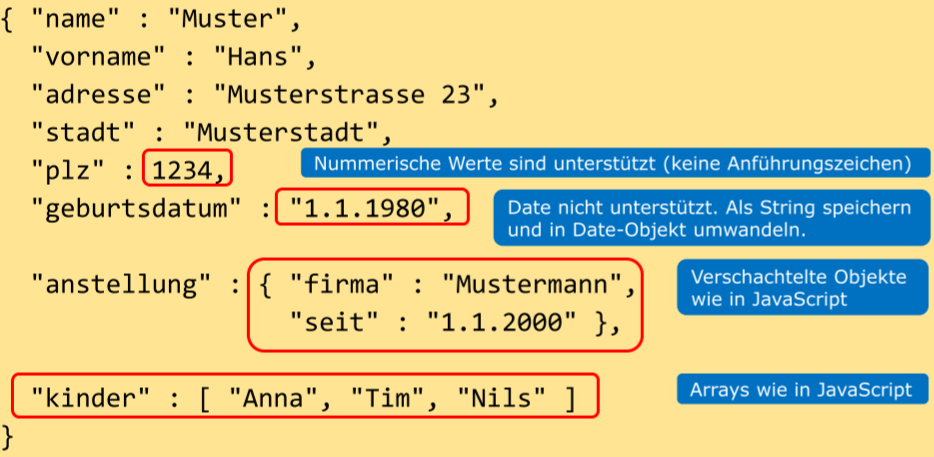 { "name" : "Muster",
"vorname" : "Hans",
"adresse" : "Musterstrasse 23",
"stadt" : "Musterstadt",
"plz" : 1234,
Nummerische Werte sind unterstützt (keine Anführungszeichen)
"geburtsdatum" : "1.1.1980",
Date nicht unterstützt. Als String speichern
und in Date-Objekt umwandeln.
"anstellung" : { "firma" : "Mustermann",
"seit" : "1.1.2000" },
Verschachtelte Objekte
wie in JavaScript
"kinder" : [ "Anna", "Tim", "Nils" ]
Arrays wie in JavaScript
}